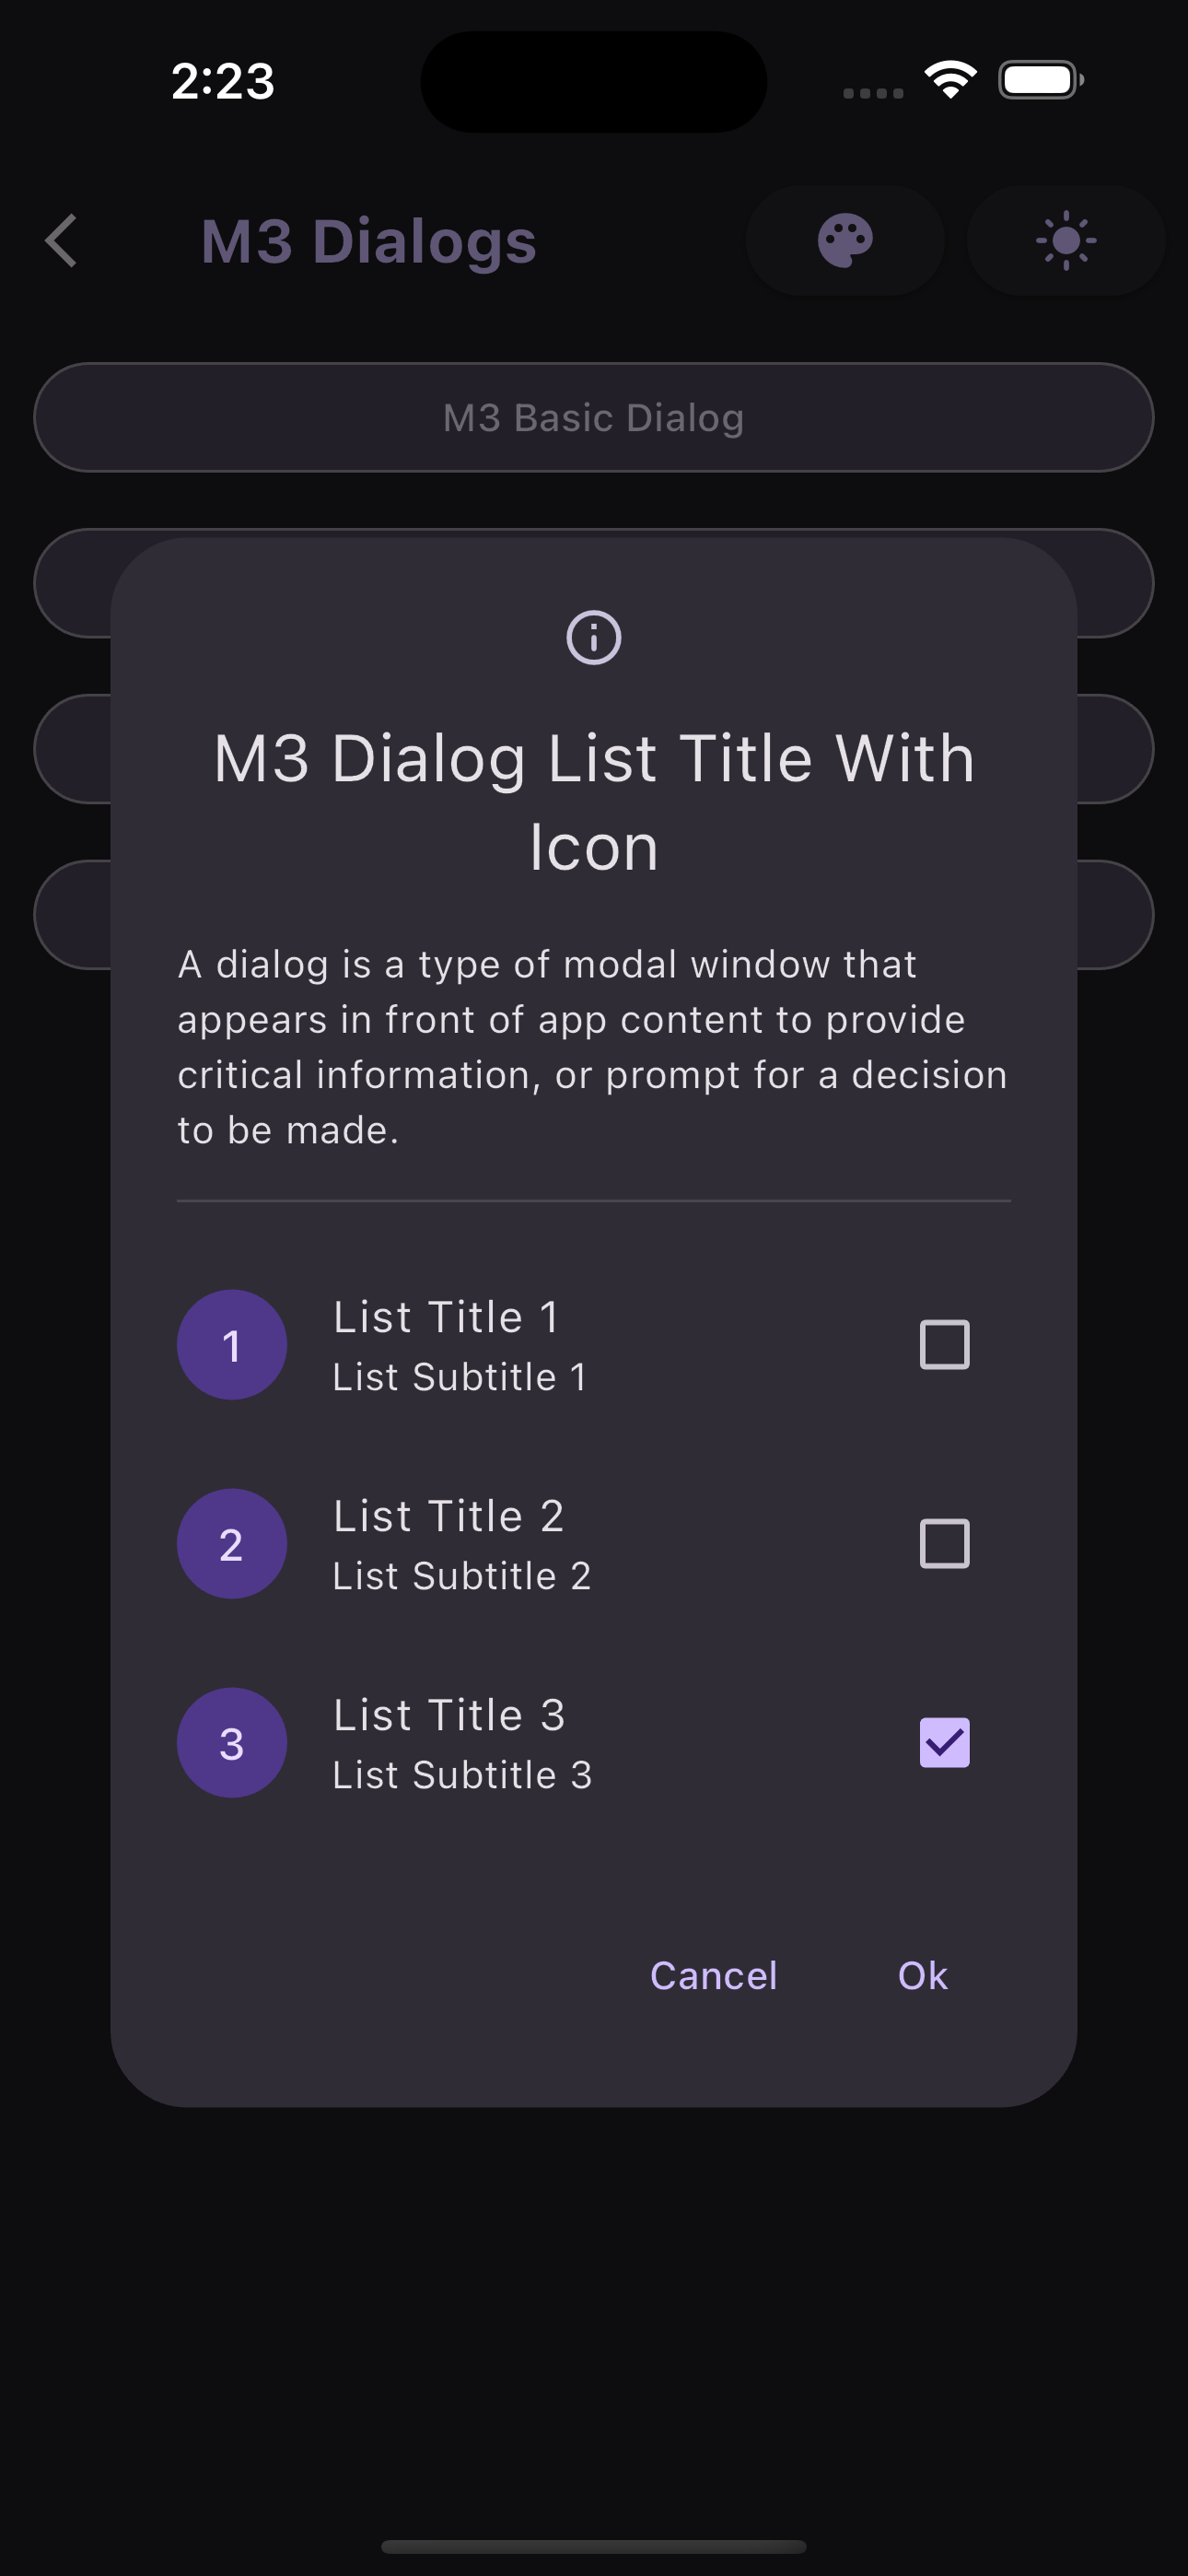 2:23
M3 Dialogs
M3 Basic Dialog
M3 Dialog List Title With
Icon
A dialog is a type of modal window that
appears in front of app content to provide
critical information, or prompt for a decision
to be made.
1
List Title 1
List Subtitle 1
2
List Title 2
List Subtitle 2
3
List Title 3
List Subtitle 3
Cancel Ok